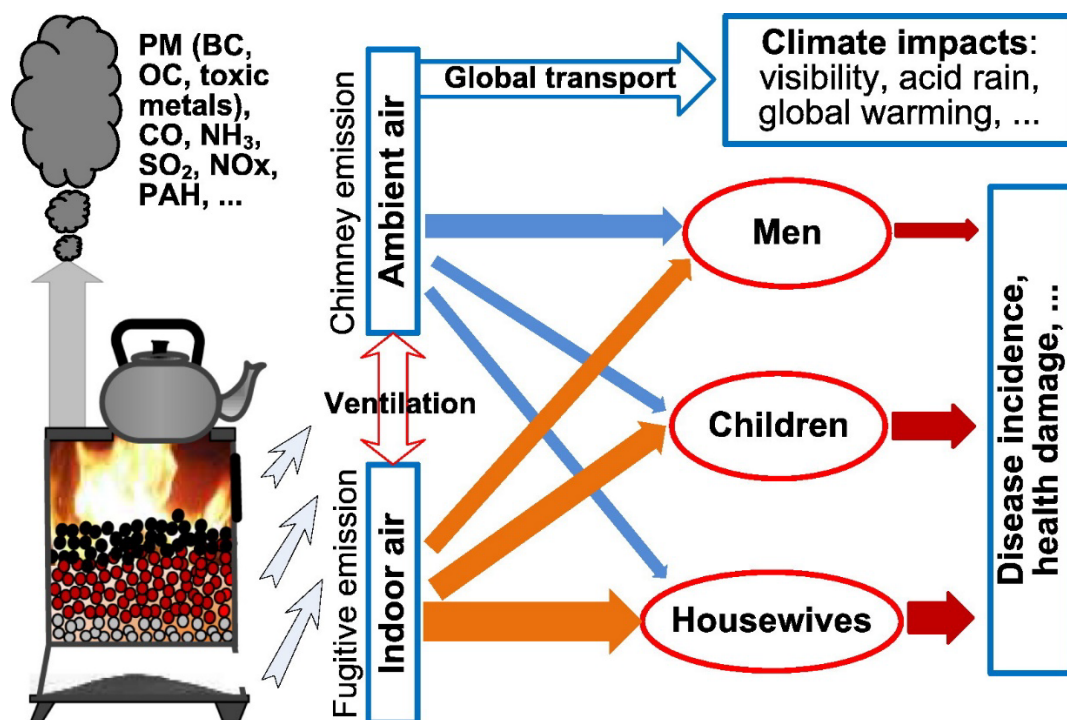 PM (BC,
OC, toxic
metals),
CO, NH₃,
SO₂, NOx,
PAH, ...
Chimney emission
Ambient air
Global transport
Climate impacts:
visibility, acid rain,
global warming, ...
Men
Ventilation
Children
Fugitive emission
Indoor air
Housewives
Disease incidence,
health damage, ...